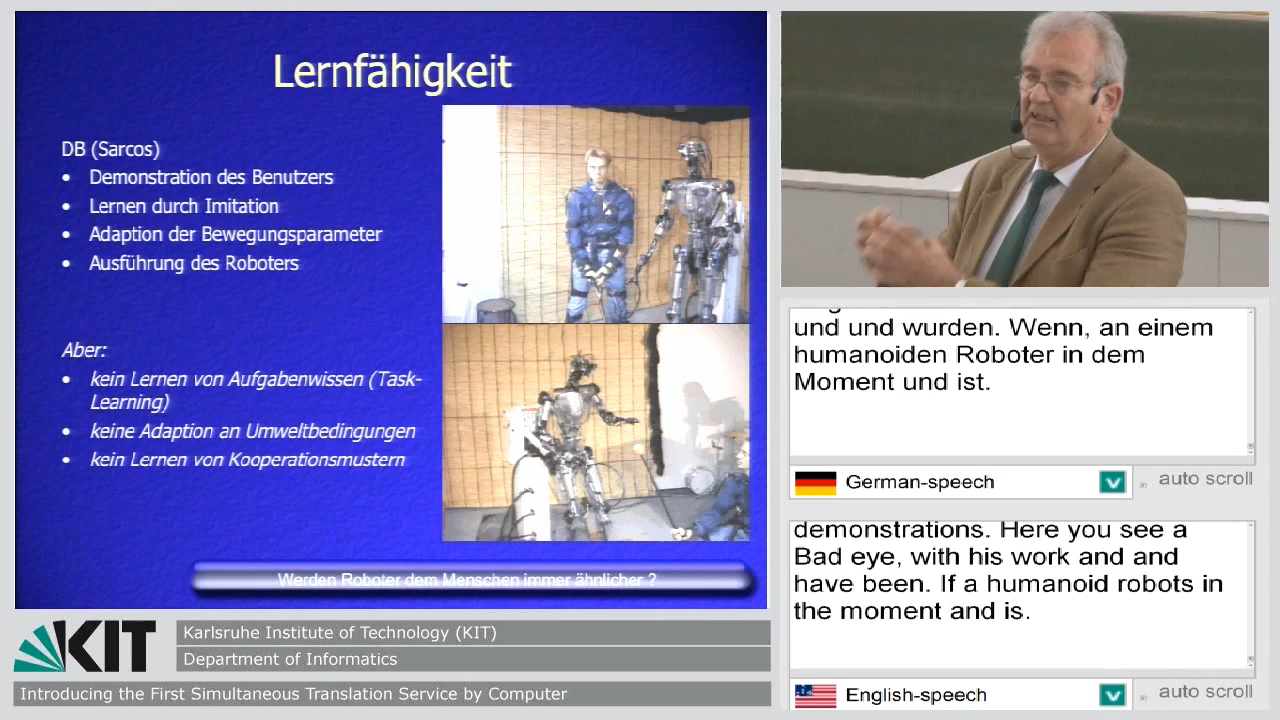 Lernfähigkeit
DB (Sarcos)
• Demonstration des Benutzers
• Lernen durch Imitation
• Adaption der Bewegungsparameter
• Ausführung des Roboters
Aber:
• kein Lernen von Aufgabenwissen (Task-
Learning)
• keine Adaption an Umweltbedingungen
• kein Lernen von Kooperationsmustern
Werden Roboter dem Menschen immer ähnlicher ?
und und wurden. Wenn, an einem
humanoiden Roboter in dem
Moment und ist.
German-speech
auto scroll
demonstrations. Here you see a
Bad eye, with his work and and
have been. If a humanoid robots in
the moment and is.
English-speech
auto scroll
KIT
Karlsruhe Institute of Technology (KIT)
Department of Informatics
Introducing the First Simultaneous Translation Service by Computer